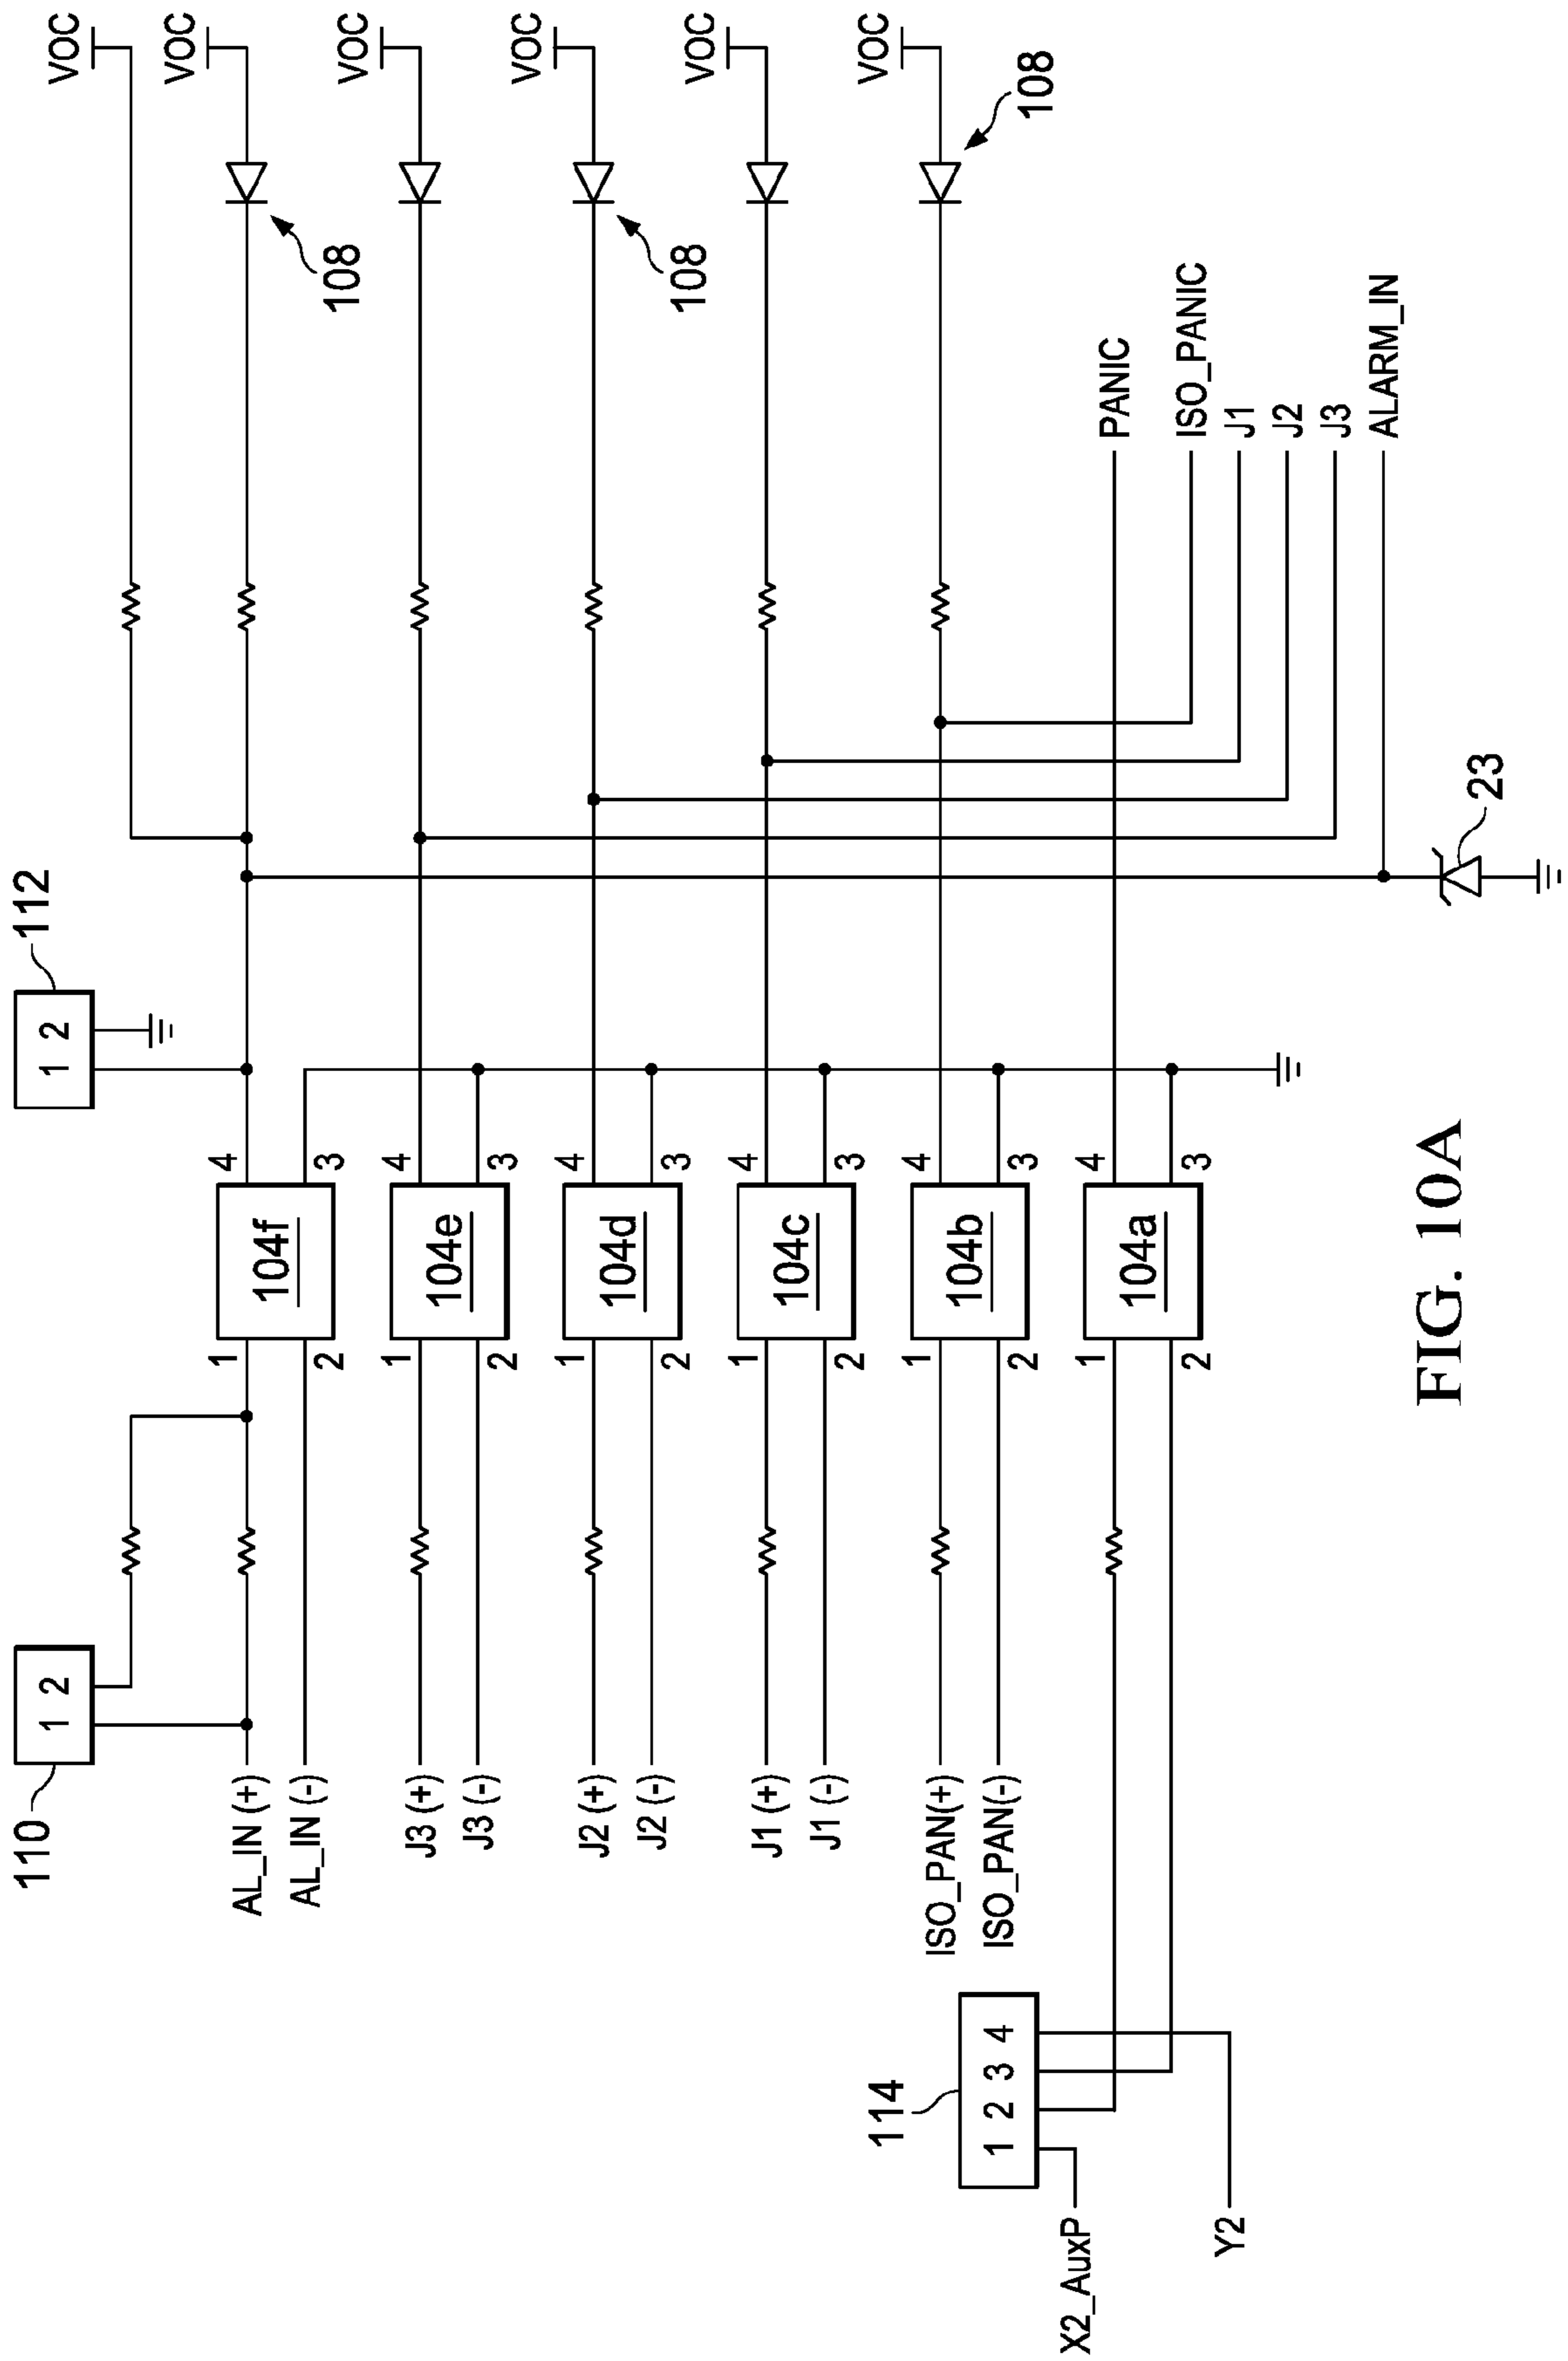 110
1 2
AL_IN (+)
AL_IN (-)
J3 (+)
J3 (-)
J2 (+)
J2 (-)
J1 (+)
J1 (-)
ISO_PAN(+)
ISO_PAN(-)
114
1 2 3 4
X2_AuxP
Y2
1
2
104f
4
3
1
2
104e
4
3
1
2
104d
4
3
1
2
104c
4
3
1
2
104b
4
3
1
2
104a
4
3
112
1 2
VOC
VOC
108
VOC
VOC
108
VOC
VOC
108
PANIC
ISO_PANIC
J1
J2
J3
ALARM_IN
23
FIG. 10A